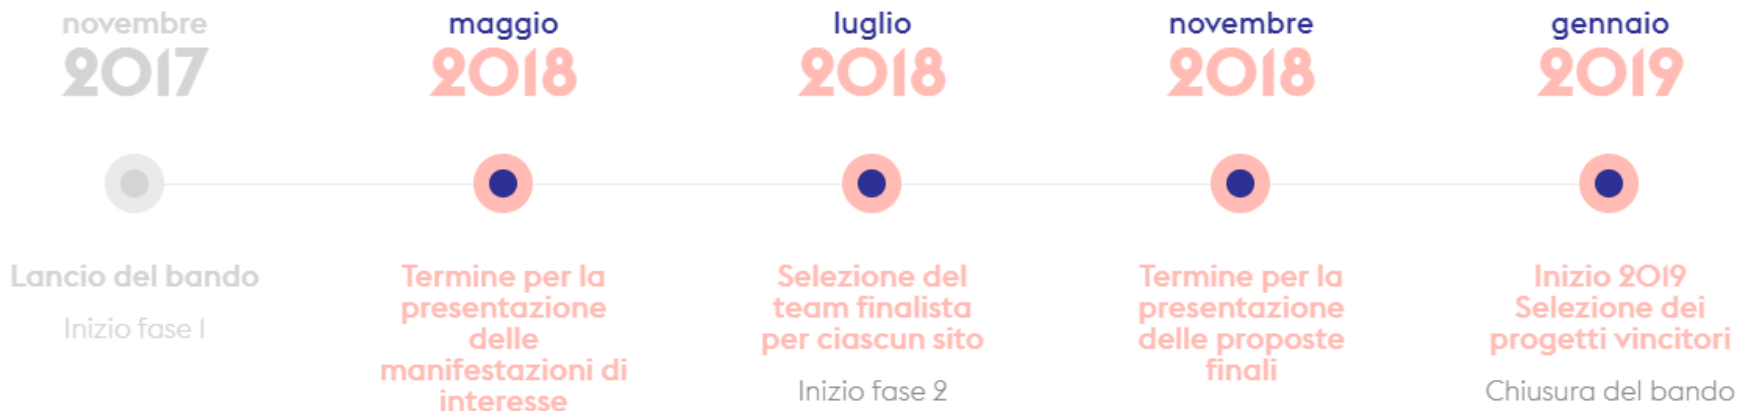 novembre
2017
Lancio del bando
Inizio fase 1
maggio
2018
Termine per la
presentazione
delle
manifestazioni di
interesse
luglio
2018
Selezione del
team finalista
per ciascun sito
Inizio fase 2
novembre
2018
Termine per la
presentazione
delle proposte
finali
gennaio
2019
Inizio 2019
Selezione dei
progetti vincitori
Chiusura del bando